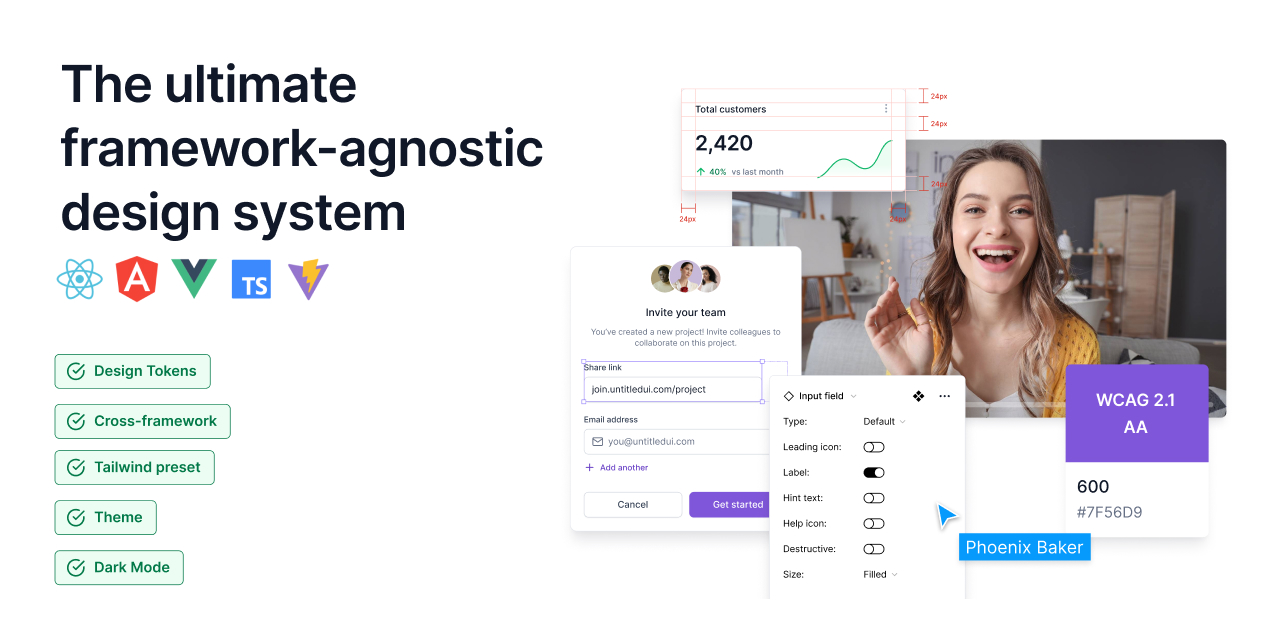 The ultimate
framework-agnostic
design system
TS
Design Tokens
Cross-framework
Tailwind preset
Theme
Dark Mode
Total customers
2,420
40% vs last month
24px
24px
24px
24px
24px
Invite your team
You've created a new project! Invite colleagues to
collaborate on this project.
Share link
join.untitledui.com/project
Email address
you@untitledui.com
Add another
Cancel
Get started
Input field
Type: Default
Leading icon:
Label:
Hint text:
Help icon:
Destructive:
Size: Filled
WCAG 2.1
AA
600
#7F56D9
Phoenix Baker